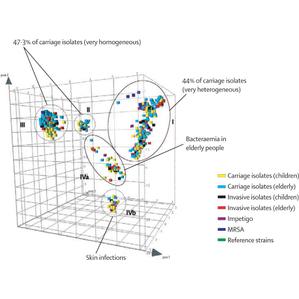 47·3% of carriage isolates (very homogeneous)
44% of carriage isolates
(very heterogeneous)
II
I
III
Bacteraemia in
elderly people
IVa
IVb
Skin infections
Carriage isolates (children)
Carriage isolates (elderly)
Invasive isolates (children)
Invasive isolates (elderly)
Impetigo
MRSA
Reference strains